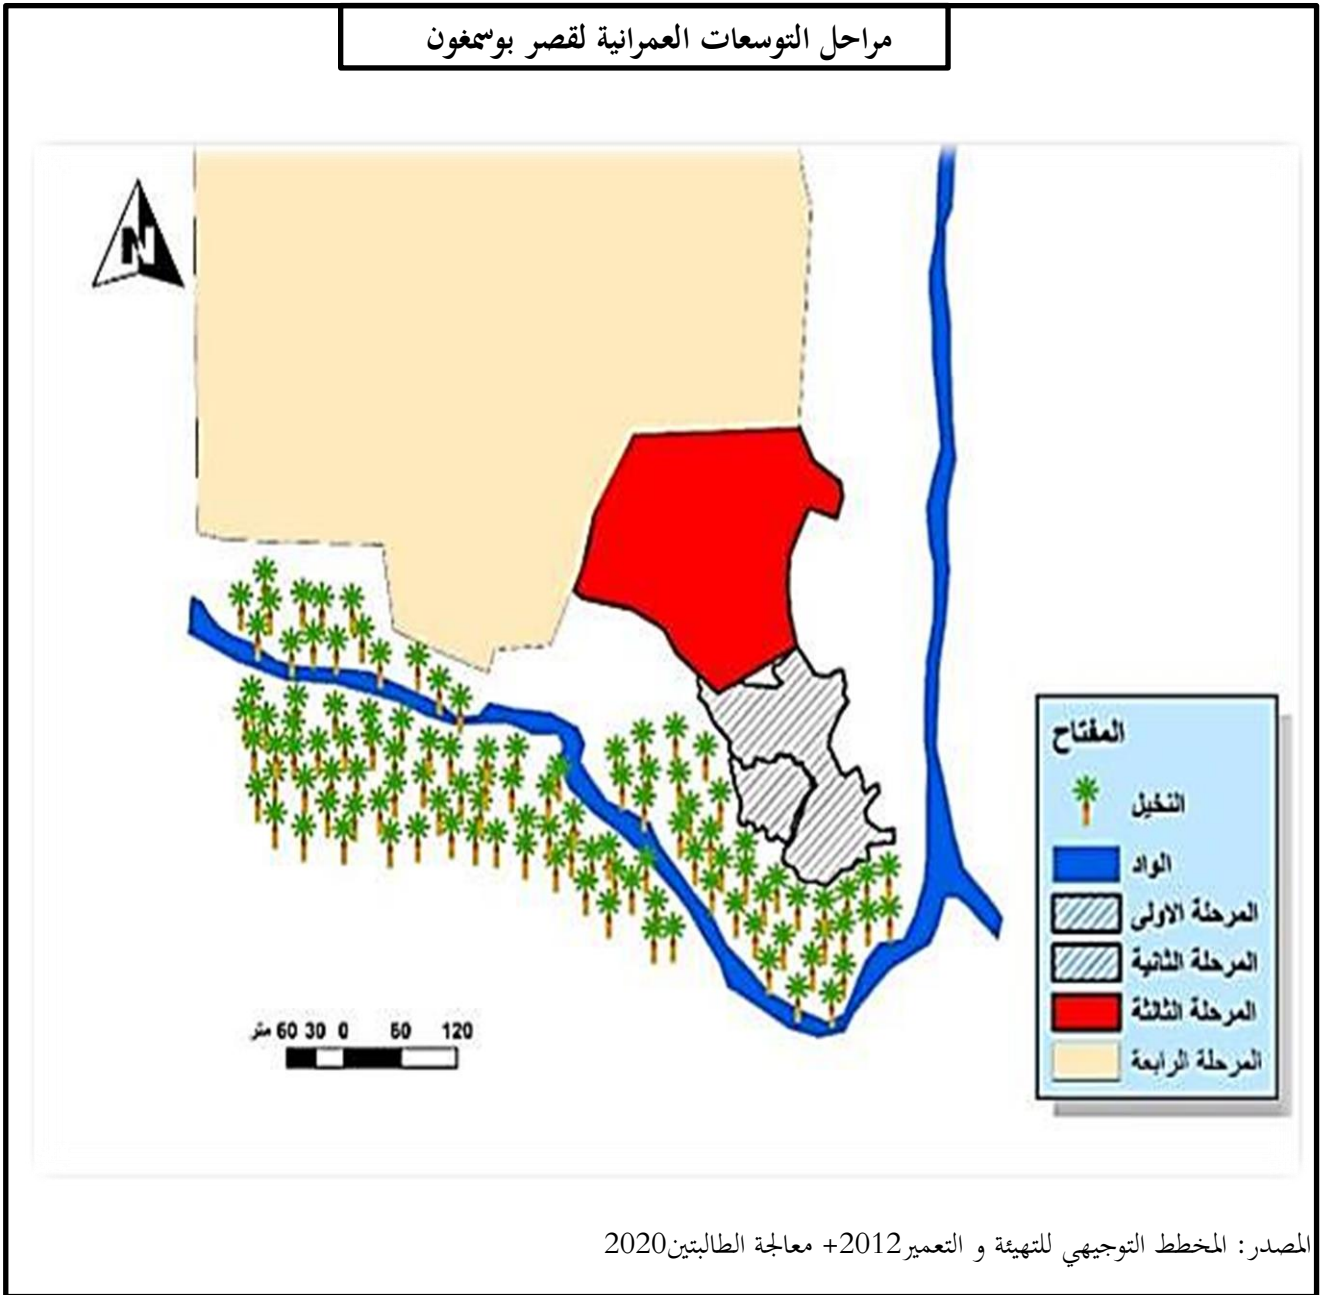 مراحل التوسعات العمرانية لقصر بوسمغون
N
المفتاح
النخيل
الواد
المرحلة الاولى
المرحلة الثانية
المرحلة الثالثة
المرحلة الرابعة
متر 60 30 0 60 120
المصدر: المخطط التوجيهي للتهيئة و التعمير2012+ معالجة الطالبتين2020